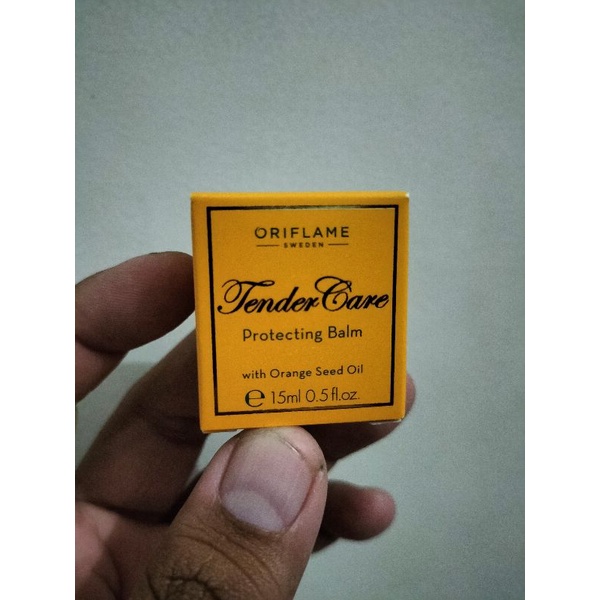 ORIFLAME
SWEDEN
Tender Care
Protecting Balm
with Orange Seed Oil
℮ 15ml 0.5 fl.oz.